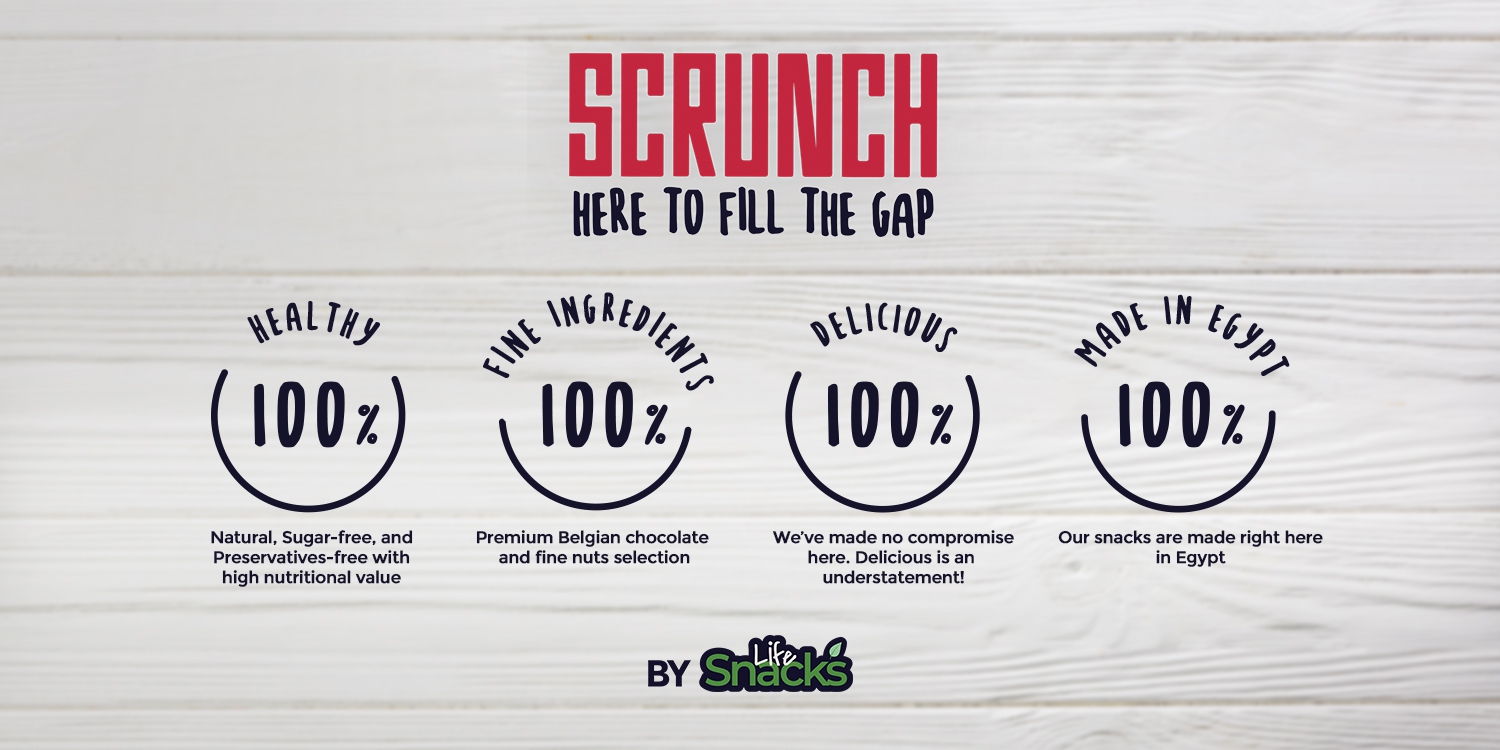 SCRUNCH
HERE TO FILL THE GAP
HEALTHY
100%
Natural, Sugar-free, and
Preservatives-free with
high nutritional value
FINE INGREDIENTS
100%
Premium Belgian chocolate
and fine nuts selection
DELICIOUS
100%
We've made no compromise
here. Delicious is an
understatement!
MADE IN EGYPT
100%
Our snacks are made right here
in Egypt
BY Life Snacks